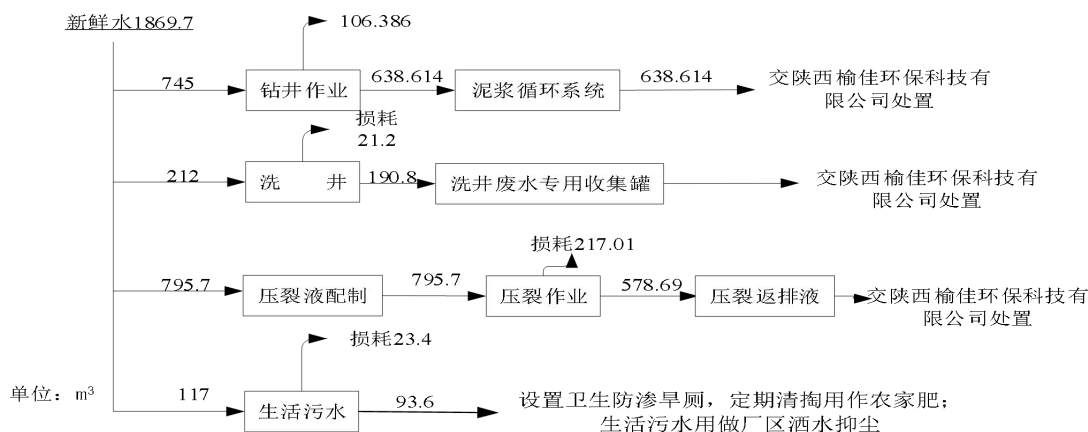 新鲜水1869.7
106.386
745
钻井作业
638.614
泥浆循环系统
638.614
交陕西榆佳环保科技有
限公司处置
损耗
21.2
212
洗 井
190.8
洗井废水专用收集罐
交陕西榆佳环保科技有
限公司处置
损耗217.01
795.7
压裂液配制
795.7
压裂作业
578.69
压裂返排液
交陕西榆佳环保科技有
限公司处置
损耗23.4
单位：m³
117
生活污水
93.6
设置卫生防渗旱厕，定期清掏用作农家肥；
生活污水用做厂区洒水抑尘